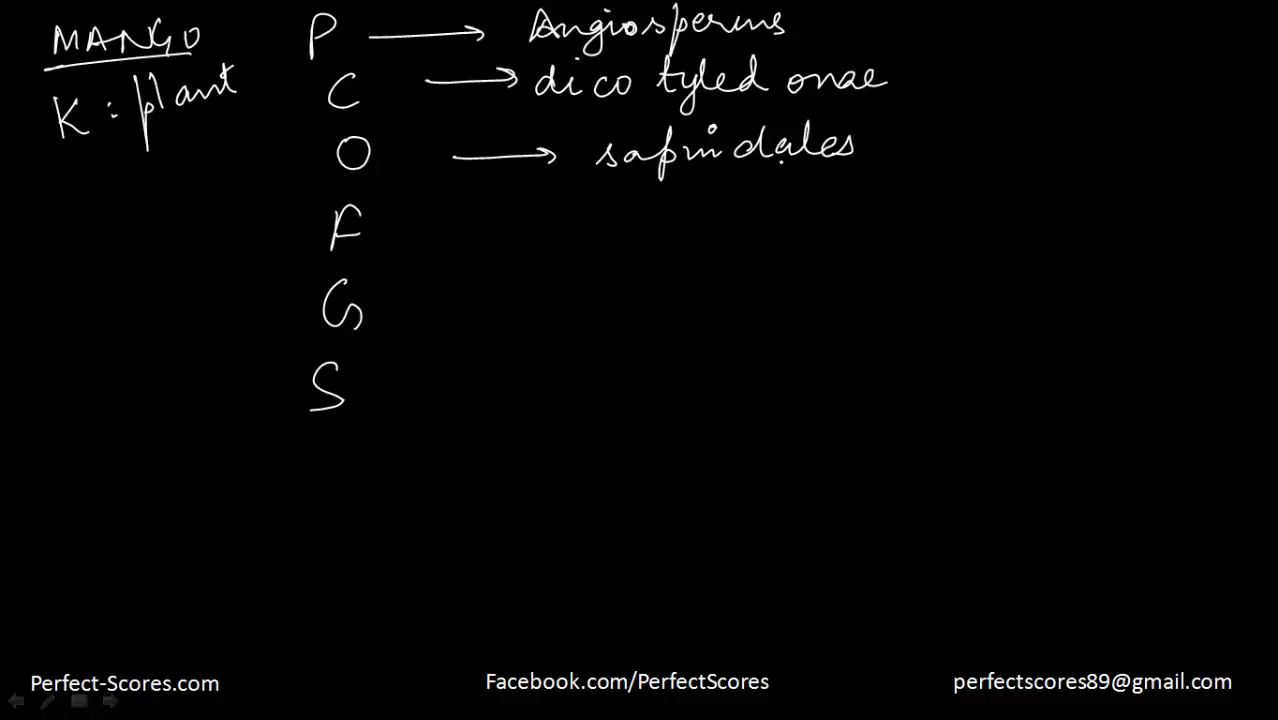 MANGO P → Angiosperms
K: plant C → dicotyledonae
O → sapindales
F
G
S
Perfect-Scores.com Facebook.com/PerfectScores perfectscores89@gmail.com